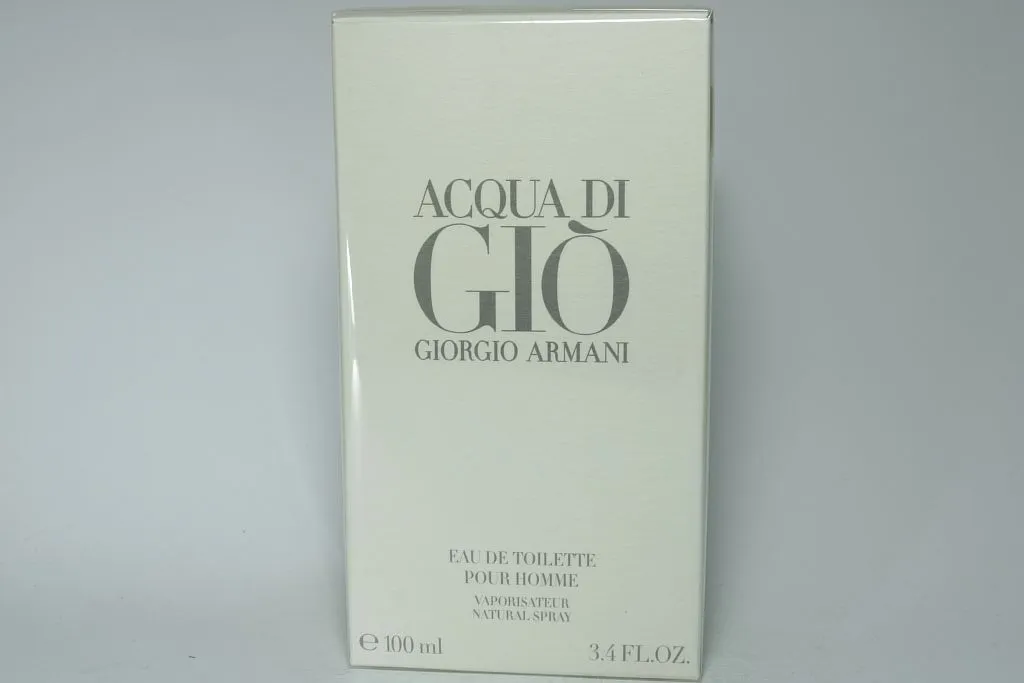 ACQUA DI
GIÒ
GIORGIO ARMANI
EAU DE TOILETTE
POUR HOMME
VAPORISATEUR
NATURAL SPRAY
℮ 100 ml 3.4 FL.OZ.